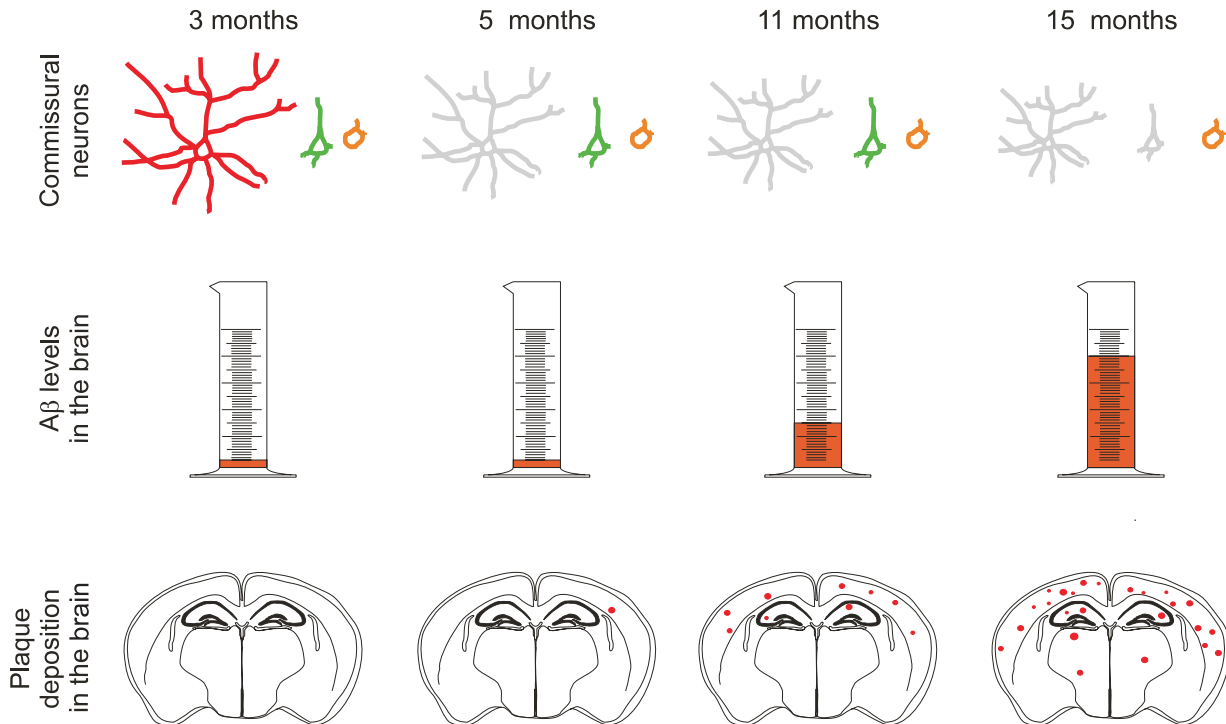 3 months
5 months
11 months
15 months
Commissural
neurons
Aβ levels
in the brain
Plaque
deposition
in the brain